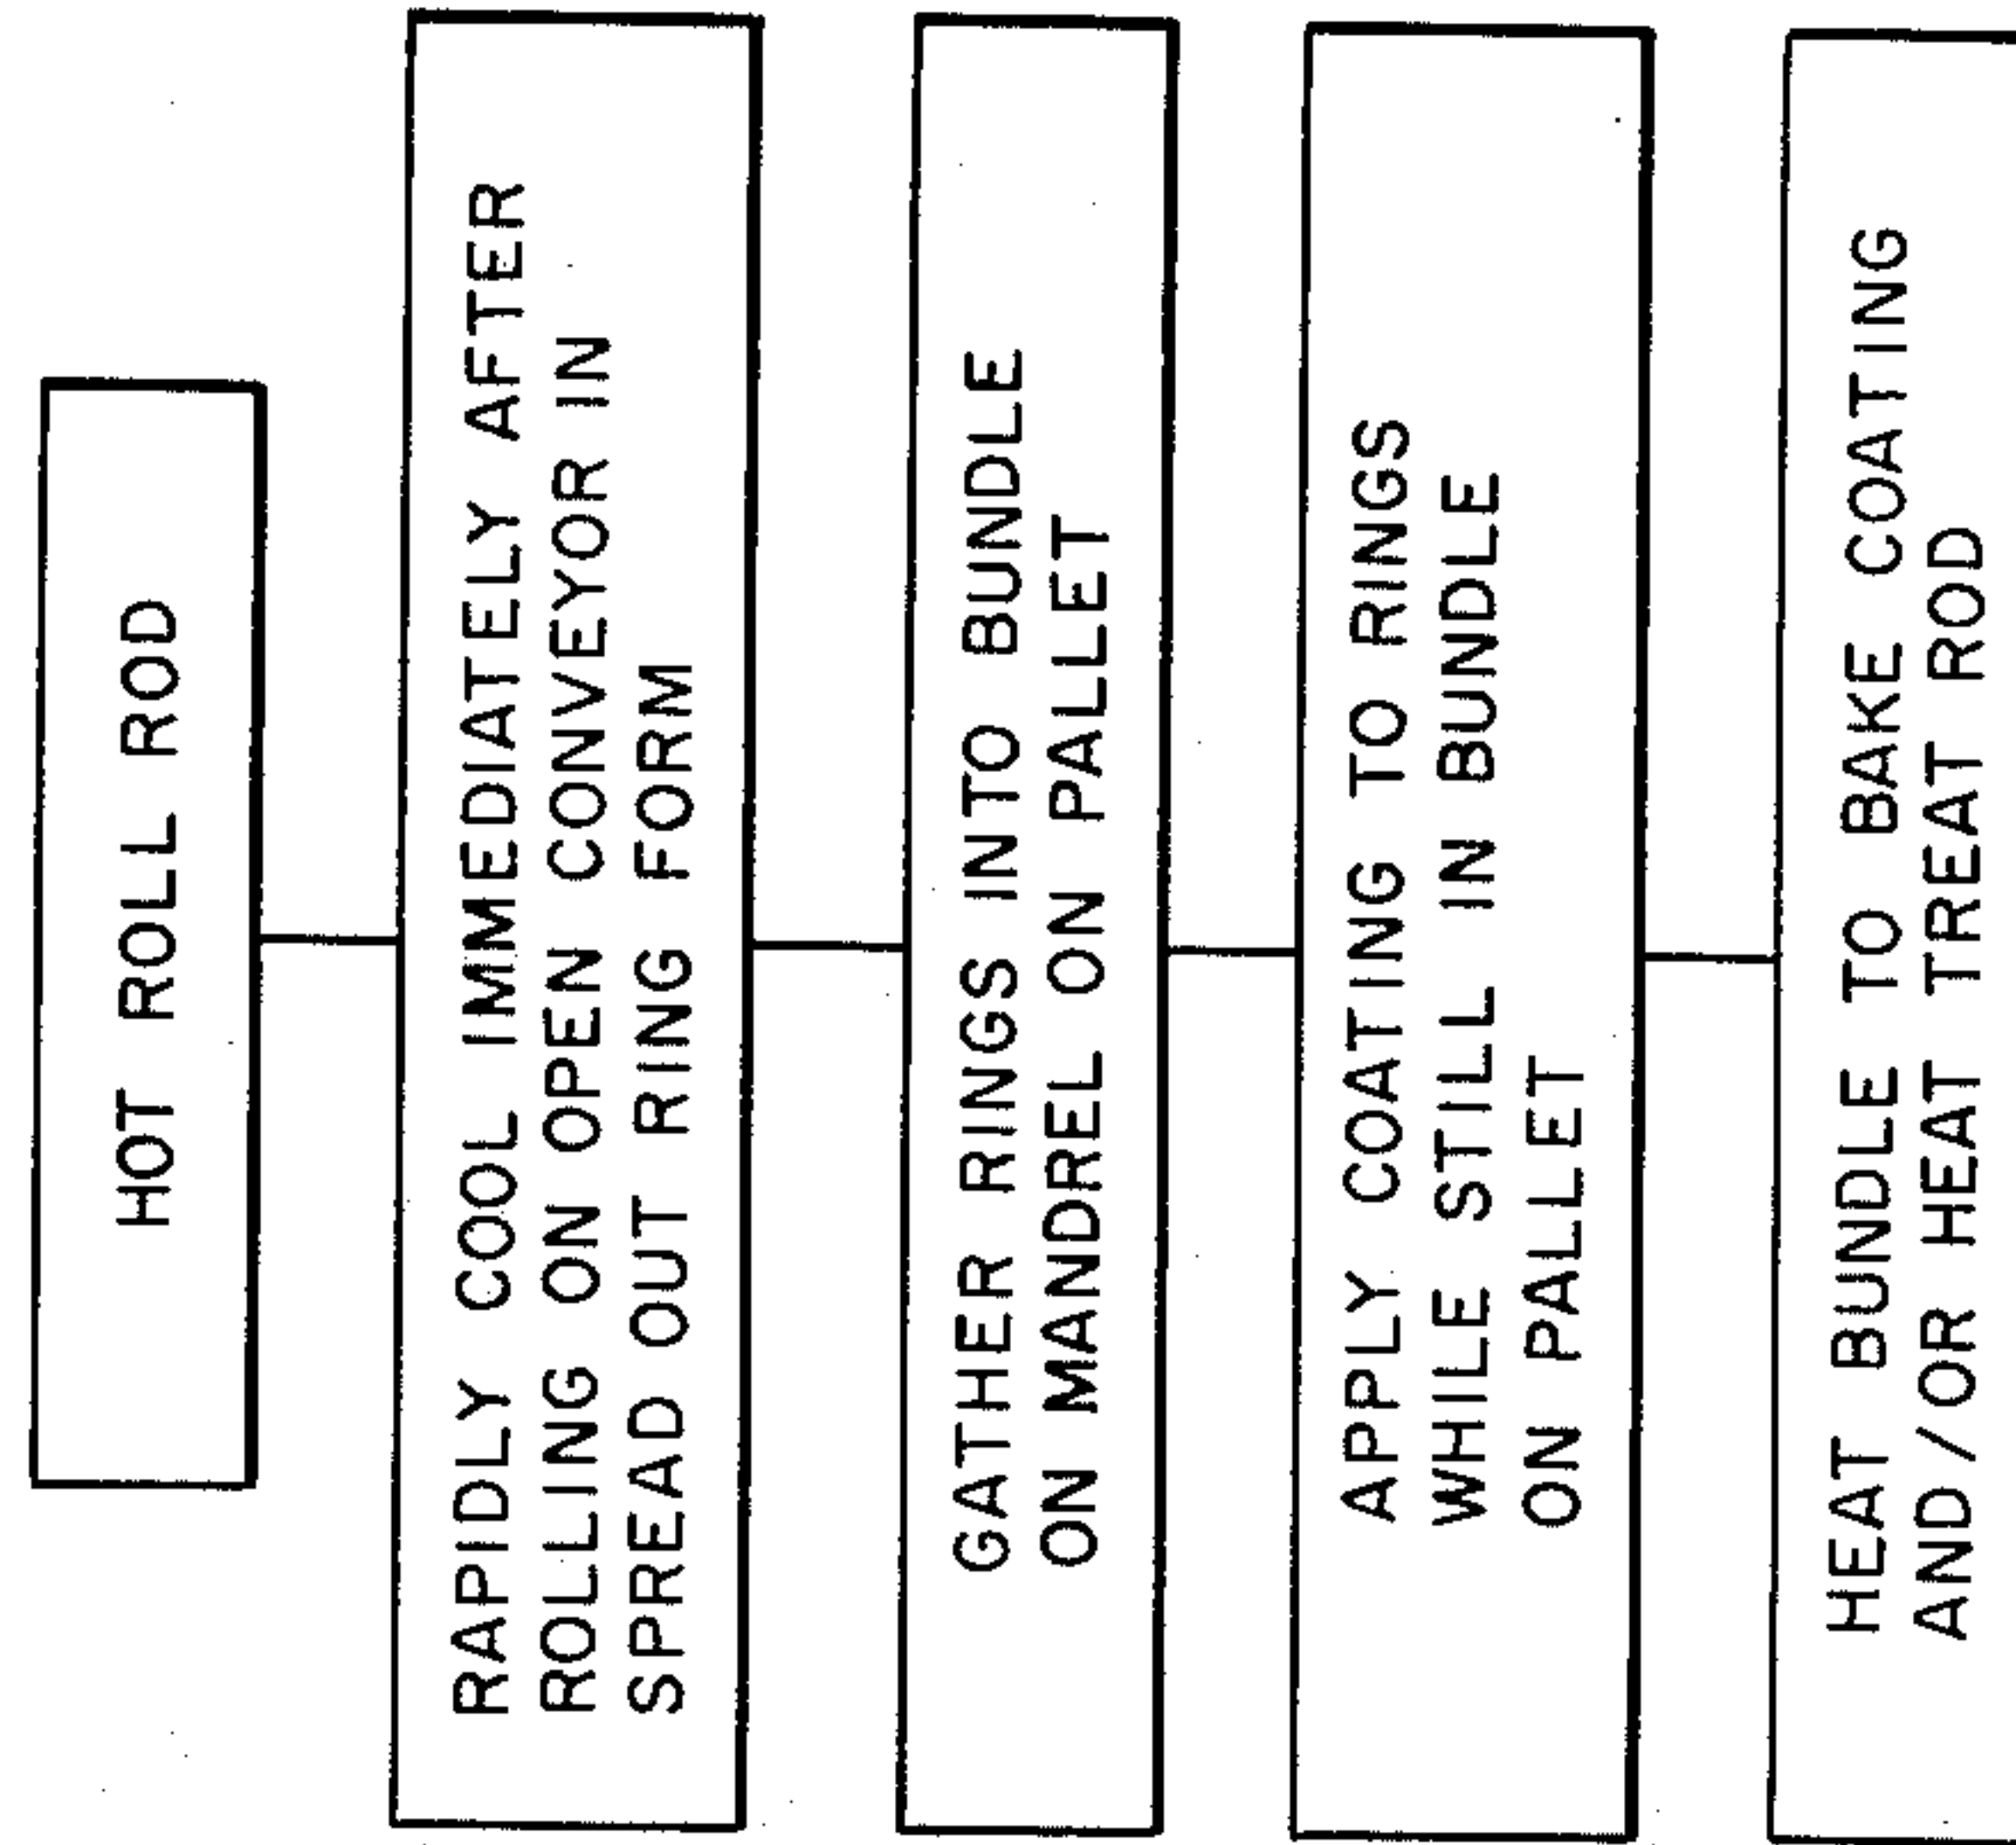 HOT ROLL ROD
RAPIDLY COOL IMMEDIATELY AFTER
ROLLING ON OPEN CONVEYOR IN
SPREAD OUT RING FORM
GATHER RINGS INTO BUNDLE
ON MANDREL ON PALLET
APPLY COATING TO RINGS
WHILE STILL IN BUNDLE
ON PALLET
HEAT BUNDLE TO BAKE COATING
AND/OR HEAT TREAT ROD